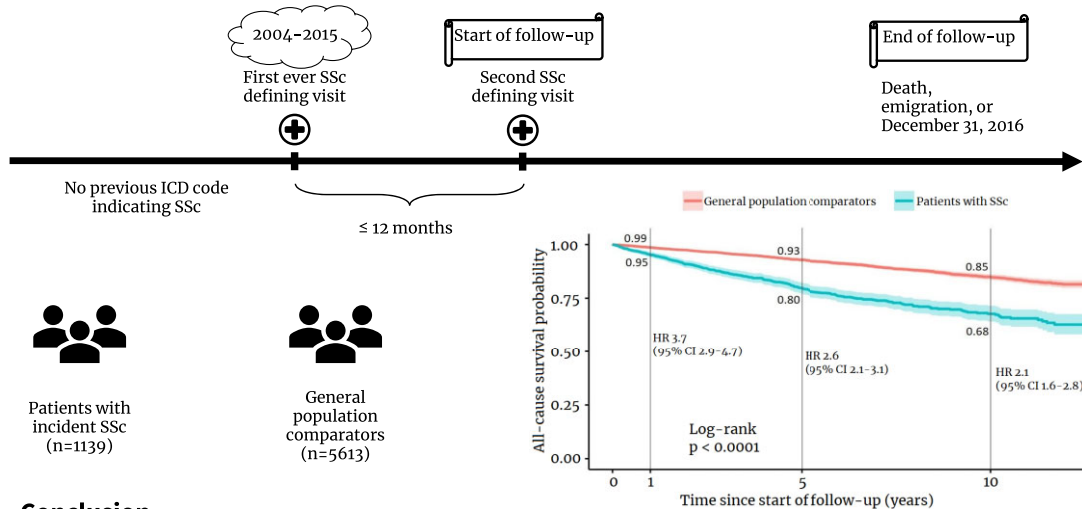 2004-2015
First ever SSc
defining visit
Start of follow-up
Second SSc
defining visit
End of follow-up
Death,
emigration, or
December 31, 2016
No previous ICD code
indicating SSc
≤ 12 months
Patients with
incident SSc
(n=1139)
General
population
comparators
(n=5613)
General population comparators
Patients with SSc
All-cause survival probability
1.00
0.75
0.50
0.25
0.00
0.99
0.95
0.93
0.80
0.85
0.68
HR 3.7
(95% CI 2.9-4.7)
HR 2.6
(95% CI 2.1-3.1)
HR 2.1
(95% CI 1.6-2.8)
Log-rank
p < 0.0001
0 1 5 10
Time since start of follow-up (years)
Conclusion